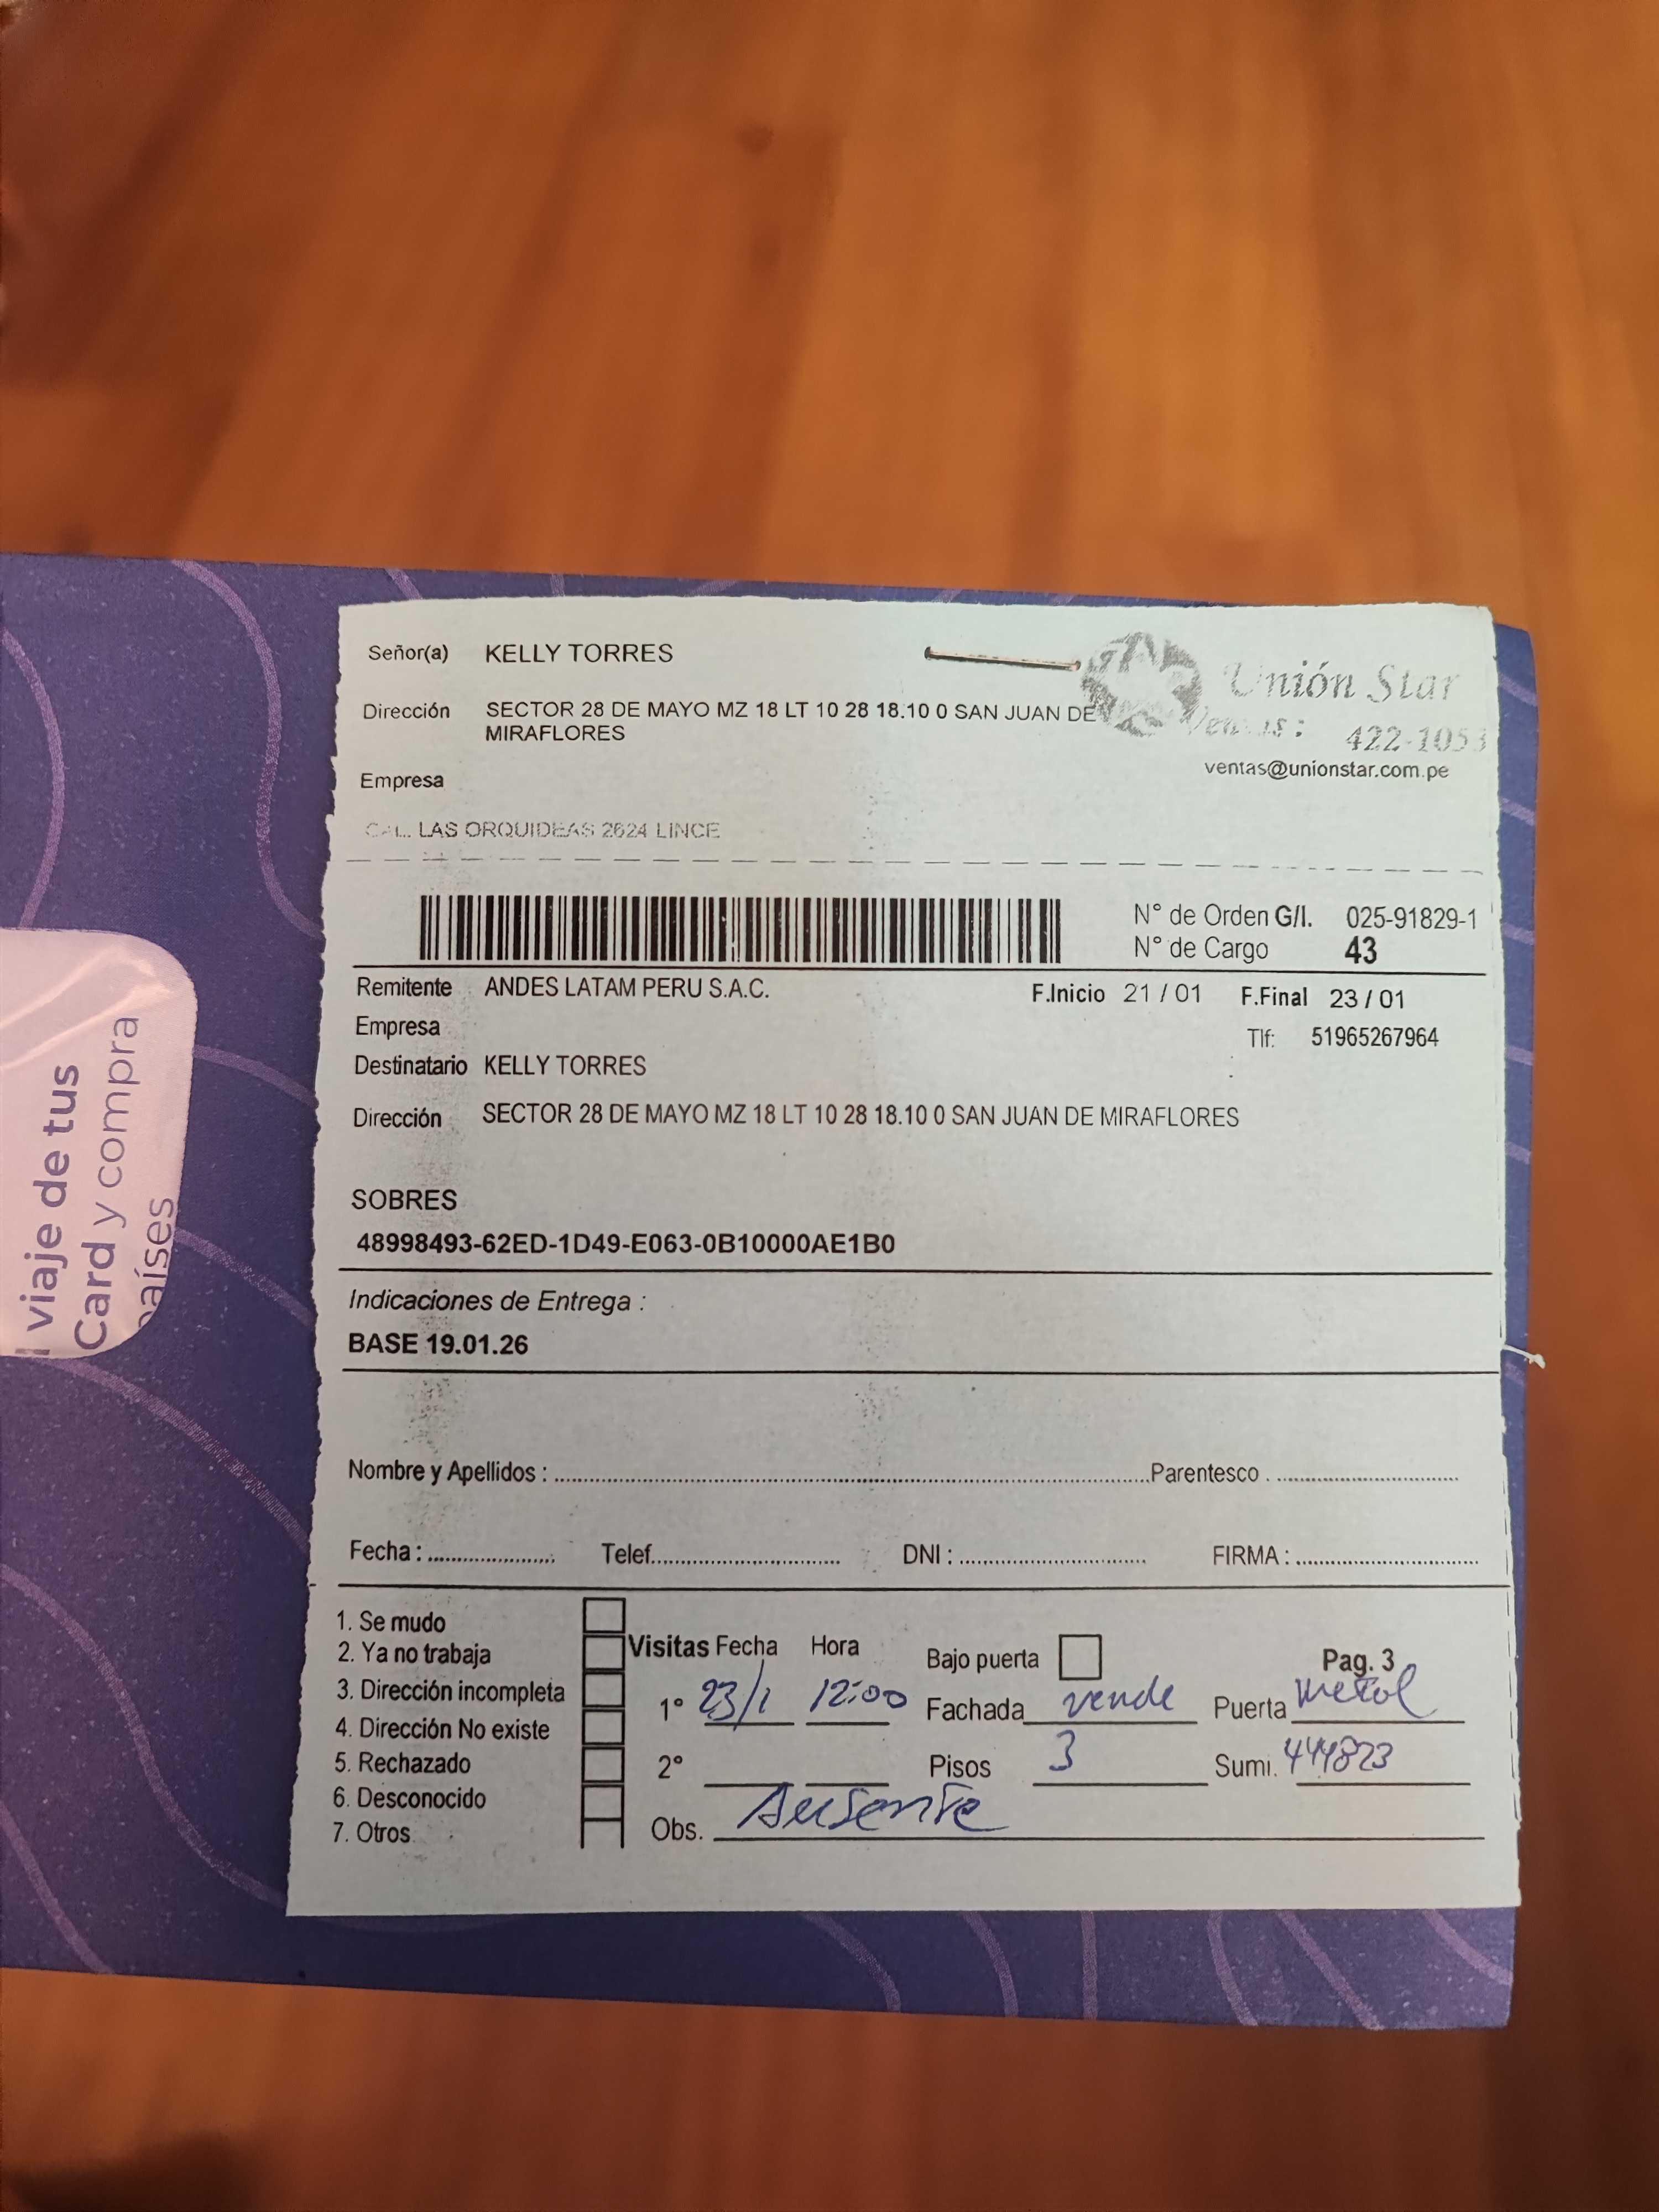 Señor(a) KELLY TORRES
Unión Star
Dirección SECTOR 28 DE MAYO MZ 18 LT 10 28 18.10 0 SAN JUAN DE
MIRAFLORES
Ventas: 422-1053
ventas@unionstar.com.pe
Empresa
CAL. LAS ORQUIDEAS 2624 LINCE
N° de Orden G/I. 025-91829-1
N° de Cargo 43
Remitente ANDES LATAM PERU S.A.C. F.Inicio 21 / 01 F.Final 23 / 01
Empresa Tlf: 51965267964
Destinatario KELLY TORRES
Dirección SECTOR 28 DE MAYO MZ 18 LT 10 28 18.10 0 SAN JUAN DE MIRAFLORES
SOBRES
48998493-62ED-1D49-E063-0B10000AE1B0
Indicaciones de Entrega :
BASE 19.01.26
Nombre y Apellidos : Parentesco .
Fecha : Telef. DNI : FIRMA :
1. Se mudo
2. Ya no trabaja
3. Dirección incompleta
4. Dirección No existe
5. Rechazado
6. Desconocido
7. Otros
Visitas Fecha Hora Bajo puerta Pag. 3
1° 23/1 12:00 Fachada vende Puerta metal
2° Pisos 3 Sumi. 444823
Obs. Ausente
viaje de tus
Card y compra
países